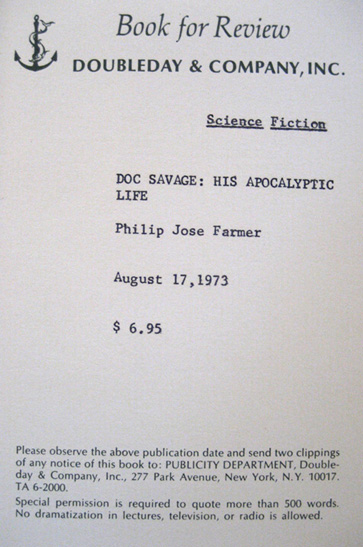 Book for Review
DOUBLEDAY & COMPANY, INC.
Science Fiction
DOC SAVAGE: HIS APOCALYPTIC
LIFE
Philip Jose Farmer
August 17,1973
$ 6.95
Please observe the above publication date and send two clippings
of any notice of this book to: PUBLICITY DEPARTMENT, Double-
day & Company, Inc., 277 Park Avenue, New York, N.Y. 10017.
TA 6-2000.
Special permission is required to quote more than 500 words.
No dramatization in lectures, television, or radio is allowed.